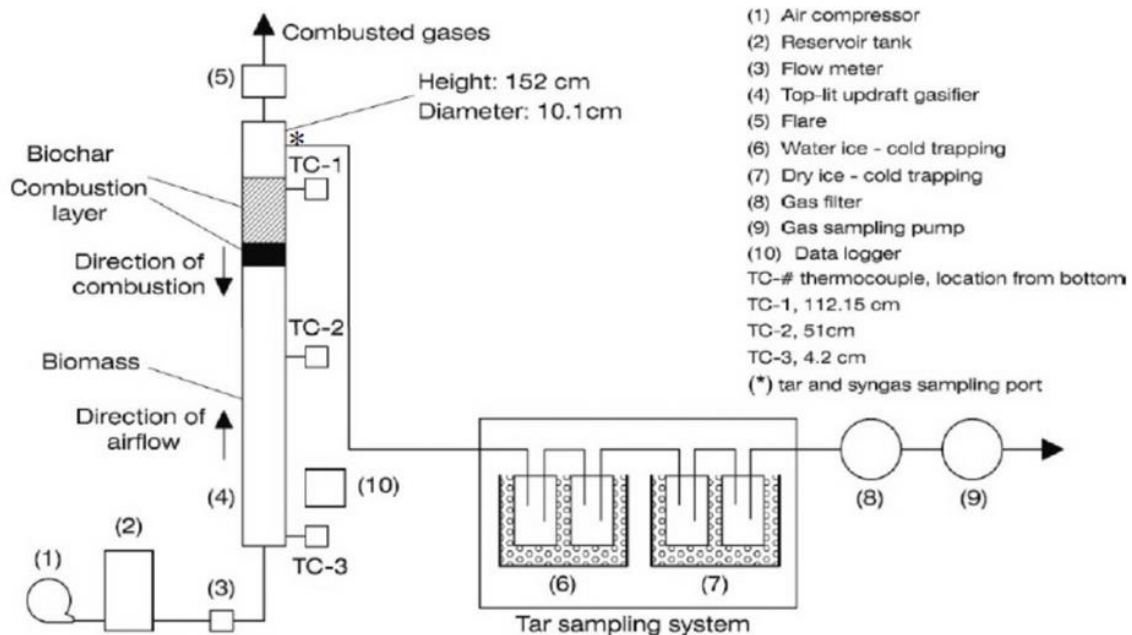 Combusted gases
(5)
Height: 152 cm
Diameter: 10.1cm
*
TC-1
Biochar
Combustion
layer
Direction of
combustion
TC-2
Biomass
Direction of
airflow
(4)
(10)
(2)
(1)
(3)
TC-3
(6)
(7)
(8)
(9)
Tar sampling system
(1) Air compressor
(2) Reservoir tank
(3) Flow meter
(4) Top-lit updraft gasifier
(5) Flare
(6) Water ice - cold trapping
(7) Dry ice - cold trapping
(8) Gas filter
(9) Gas sampling pump
(10) Data logger
TC-# thermocouple, location from bottom
TC-1, 112.15 cm
TC-2, 51cm
TC-3, 4.2 cm
(*) tar and syngas sampling port